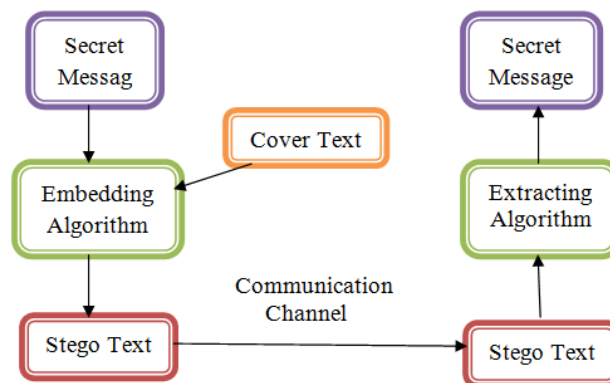 Secret
Messag
Secret
Message
Cover Text
Embedding
Algorithm
Extracting
Algorithm
Communication
Channel
Stego Text
Stego Text